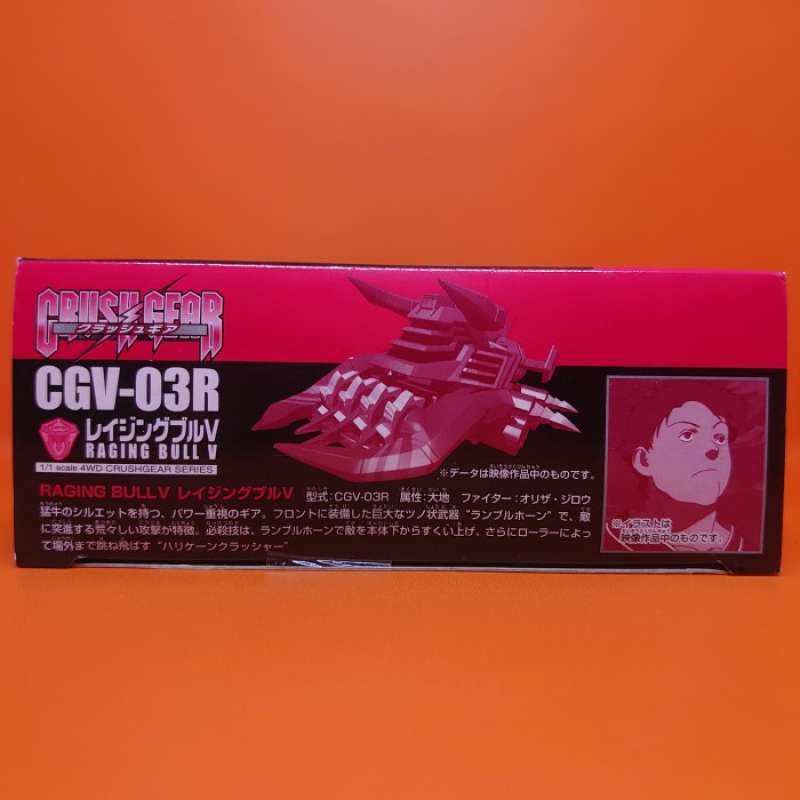 CRUSH GEAR
クラッシュギア
CGV-03R
レイジングブルV
RAGING BULL V
1/1 scale 4WD CRUSHGEAR SERIES
※データは映像作品中のものです。
RAGING BULL V レイジングブルV 型式:CGV-03R 属性:大地 ファイター:オリザ・ジロウ
猛牛のシルエットを持つ、パワー重視のギア。フロントに装備した巨大なツノ状武器 "ランブルホーン" で、敵
に突進する荒々しい攻撃が特徴。必殺技は、ランブルホーンで敵を本体下からすくい上げ、さらにローラーによっ
て場外まで跳ね飛ばす "ハリケーンクラッシャー"
※イラストは
映像作品中のものです。